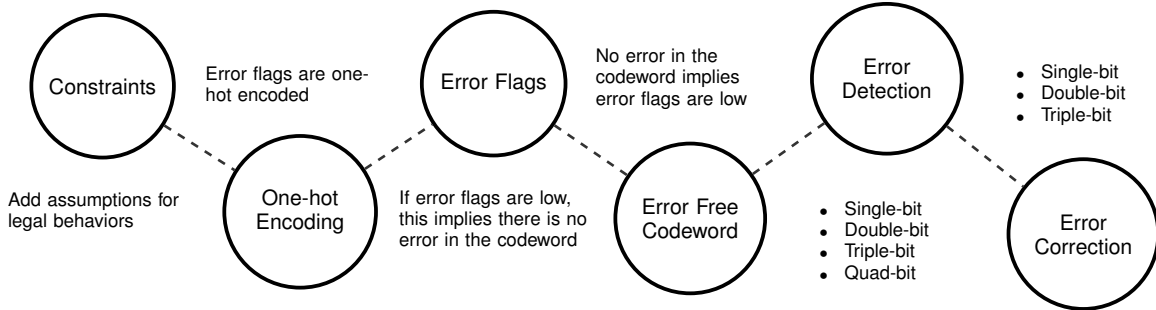 Constraints
Add assumptions for
legal behaviors
Error flags are one-
hot encoded
One-hot
Encoding
Error Flags
If error flags are low,
this implies there is no
error in the codeword
No error in the
codeword implies
error flags are low
Error Free
Codeword
Error
Detection
• Single-bit
• Double-bit
• Triple-bit
• Quad-bit
• Single-bit
• Double-bit
• Triple-bit
Error
Correction